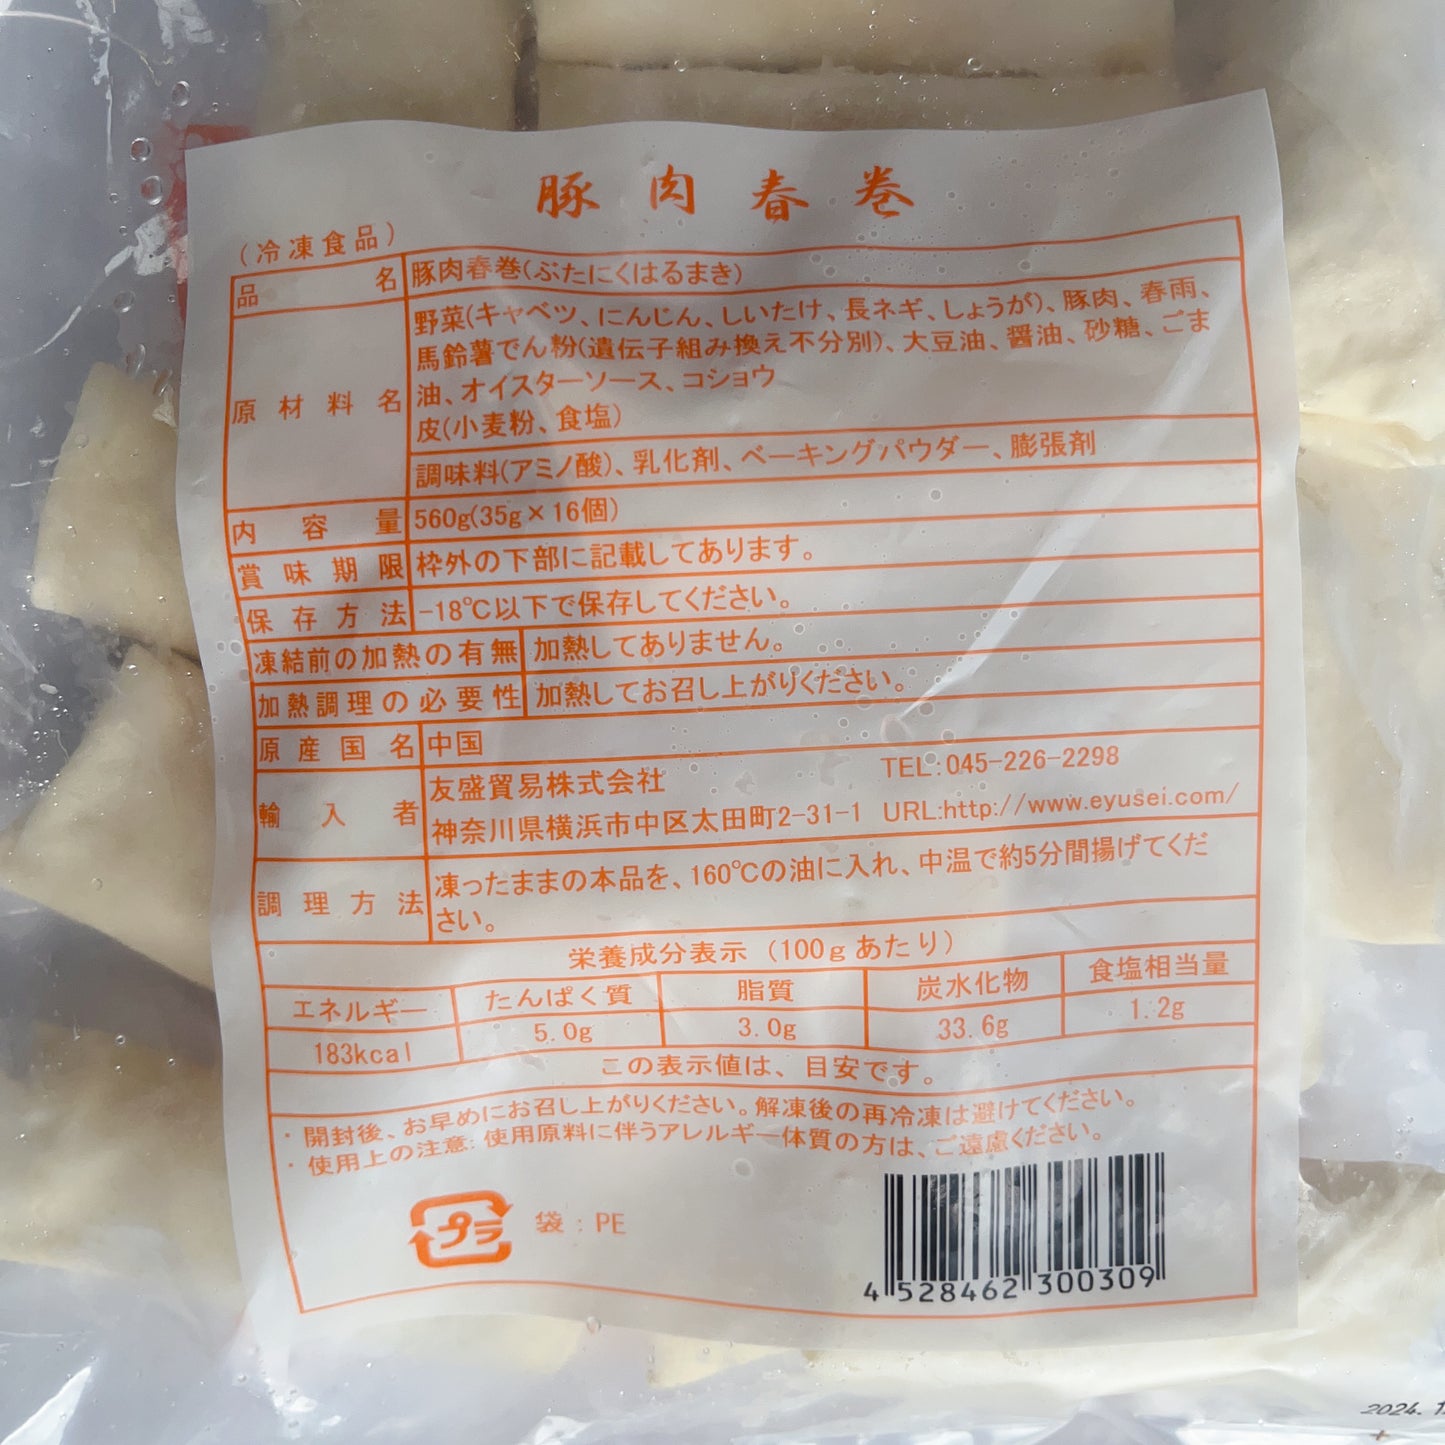 豚肉春巻
(冷凍食品)
品名 豚肉春巻(ぶたにくはるまき)
原材料名 野菜(キャベツ、にんじん、しいたけ、長ネギ、しょうが)、豚肉、春雨、
馬鈴薯でん粉(遺伝子組み換え不分別)、大豆油、醤油、砂糖、ごま
油、オイスターソース、コショウ
皮(小麦粉、食塩)
調味料(アミノ酸)、乳化剤、ベーキングパウダー、膨張剤
内容量 560g(35g×16個)
賞味期限 枠外の下部に記載してあります。
保存方法 -18℃以下で保存してください。
凍結前の加熱の有無 加熱してありません。
加熱調理の必要性 加熱してお召し上がりください。
原産国名 中国
輸入者 友盛貿易株式会社 TEL:045-226-2298
神奈川県横浜市中区太田町2-31-1 URL:http://www.eyusei.com/
調理方法 凍ったままの本品を、160℃の油に入れ、中温で約5分間揚げてくだ
さい。
栄養成分表示(100gあたり)
エネルギー たんぱく質 脂質 炭水化物 食塩相当量
183kcal 5.0g 3.0g 33.6g 1.2g
この表示値は、目安です。
・開封後、お早めにお召し上がりください。解凍後の再冷凍は避けてください。
・使用上の注意:使用原料に伴うアレルギー体質の方は、ご遠慮ください。
プラ 袋:PE
4528462300309
2024.